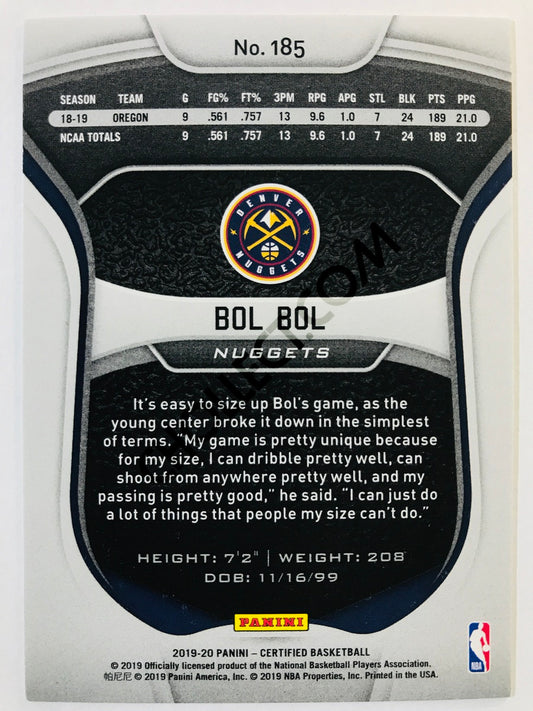 No. 185
SEASON TEAM G FG% FT% 3PM RPG APG STL BLK PTS PPG
18-19 OREGON 9 .561 .757 13 9.6 1.0 7 24 189 21.0
NCAA TOTALS 9 .561 .757 13 9.6 1.0 7 24 189 21.0
DENVER
NUGGETS
BOL BOL
NUGGETS
It's easy to size up Bol's game, as the
young center broke it down in the simplest
of terms. "My game is pretty unique because
for my size, I can dribble pretty well, can
shoot from anywhere pretty well, and my
passing is pretty good," he said. "I can just do
a lot of things that people my size can't do."
HEIGHT: 7'2" | WEIGHT: 208
DOB: 11/16/99
PANINI
2019-20 PANINI – CERTIFIED BASKETBALL
© 2019 Officially licensed product of the National Basketball Players Association.
帕尼尼 © 2019 Panini America, Inc. © 2019 NBA Properties, Inc. Printed in the USA.
NBA